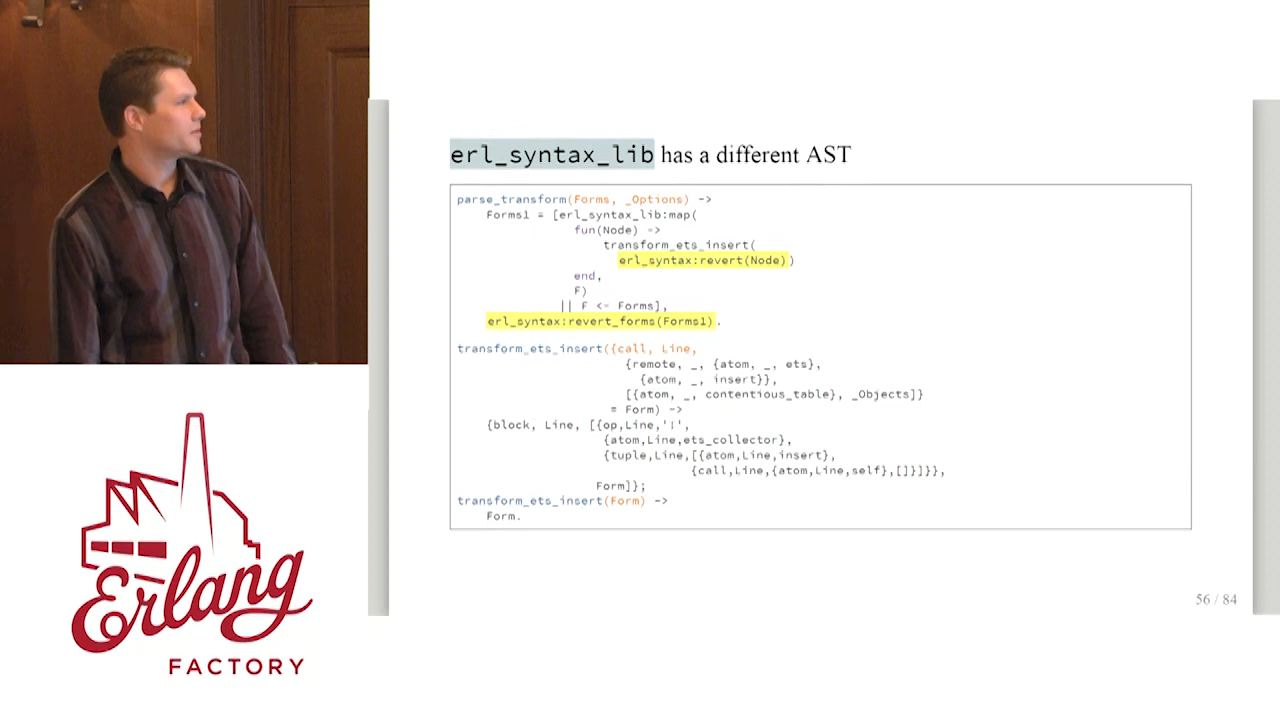 erl_syntax_lib has a different AST
parse_transform(Forms, _Options) ->
    Forms1 = [erl_syntax_lib:map(
                fun(Node) =>
                    transform_ets_insert(
                      erl_syntax:revert(Node))
                end,
                F)
              || F <- Forms],
    erl_syntax:revert_forms(Forms1).
transform_ets_insert({call, Line,
                       {remote, _, {atom, _, ets},
                         {atom, _, insert}},
                       [{atom, _, contentious_table}, _Objects]}
                     = Form) ->
    {block, Line, [{op,Line,'!',
                    {atom,Line,ets_collector},
                    {tuple,Line,[{atom,Line,insert},
                                {call,Line,{atom,Line,self},[]}]}},
                   Form]};
transform_ets_insert(Form) ->
    Form.
56 / 84
Erlang
FACTORY